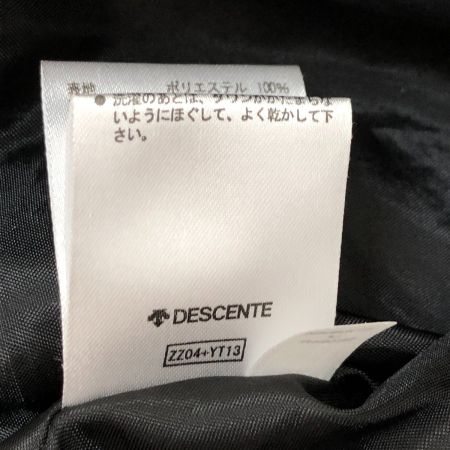 表地 ポリエステル 100%
● 洗濯のあとは、ダウンがかたまらな
いようにほぐして、よく乾かして下
さい。
DESCENTE
ZZ04+YT13